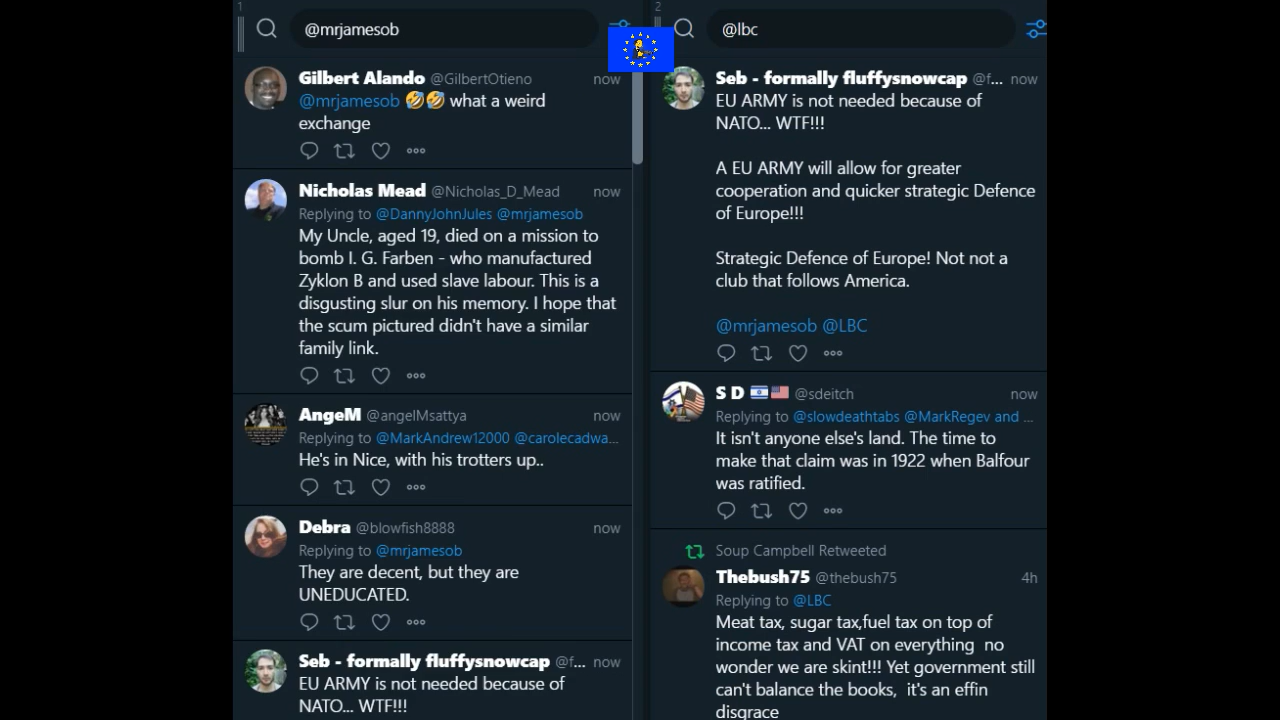 1
@mrjamesob
Gilbert Alando @GilbertOtieno now
@mrjamesob 🤣🤣 what a weird
exchange
Nicholas Mead @Nicholas_D_Mead now
Replying to @DannyJohnJules @mrjamesob
My Uncle, aged 19, died on a mission to
bomb I. G. Farben - who manufactured
Zyklon B and used slave labour. This is a
disgusting slur on his memory. I hope that
the scum pictured didn't have a similar
family link.
AngeM @angelMsattya now
Replying to @MarkAndrew12000 @carolecadwa...
He's in Nice, with his trotters up..
Debra @blowfish8888 now
Replying to @mrjamesob
They are decent, but they are
UNEDUCATED.
Seb - formally fluffysnowcap @f... now
EU ARMY is not needed because of
NATO... WTF!!!
2
@lbc
Seb - formally fluffysnowcap @f... now
EU ARMY is not needed because of
NATO... WTF!!!
A EU ARMY will allow for greater
cooperation and quicker strategic Defence
of Europe!!!
Strategic Defence of Europe! Not not a
club that follows America.
@mrjamesob @LBC
S D 🇮🇱🇺🇸 @sdeitch now
Replying to @slowdeathtabs @MarkRegev and ...
It isn't anyone else's land. The time to
make that claim was in 1922 when Balfour
was ratified.
Soup Campbell Retweeted
Thebush75 @thebush75 4h
Replying to @LBC
Meat tax, sugar tax,fuel tax on top of
income tax and VAT on everything no
wonder we are skint!!! Yet government still
can't balance the books, it's an effin
disgrace